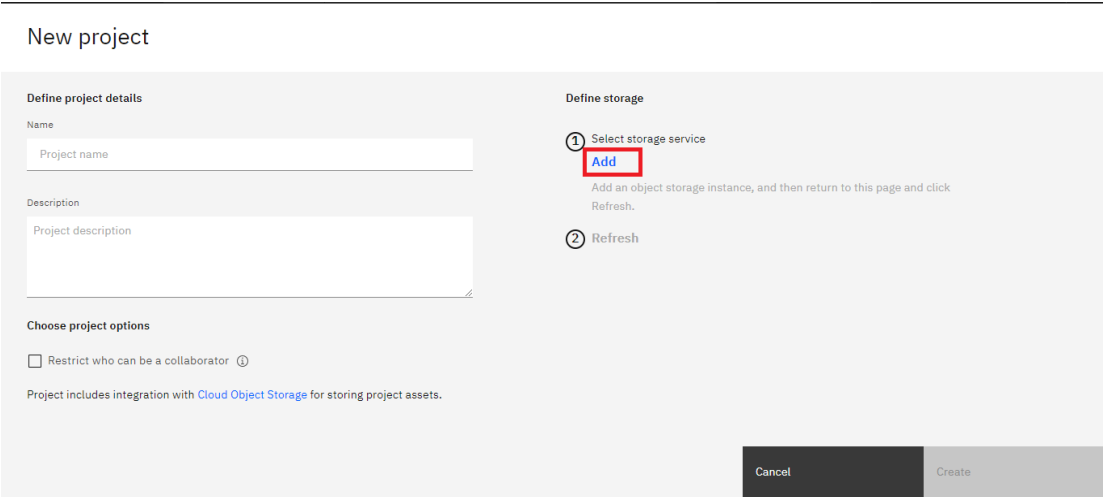 New project
Define project details
Name
Project name
Description
Project description
Choose project options
Restrict who can be a collaborator
Project includes integration with Cloud Object Storage for storing project assets.
Define storage
1 Select storage service
Add
Add an object storage instance, and then return to this page and click
Refresh.
2 Refresh
Cancel
Create